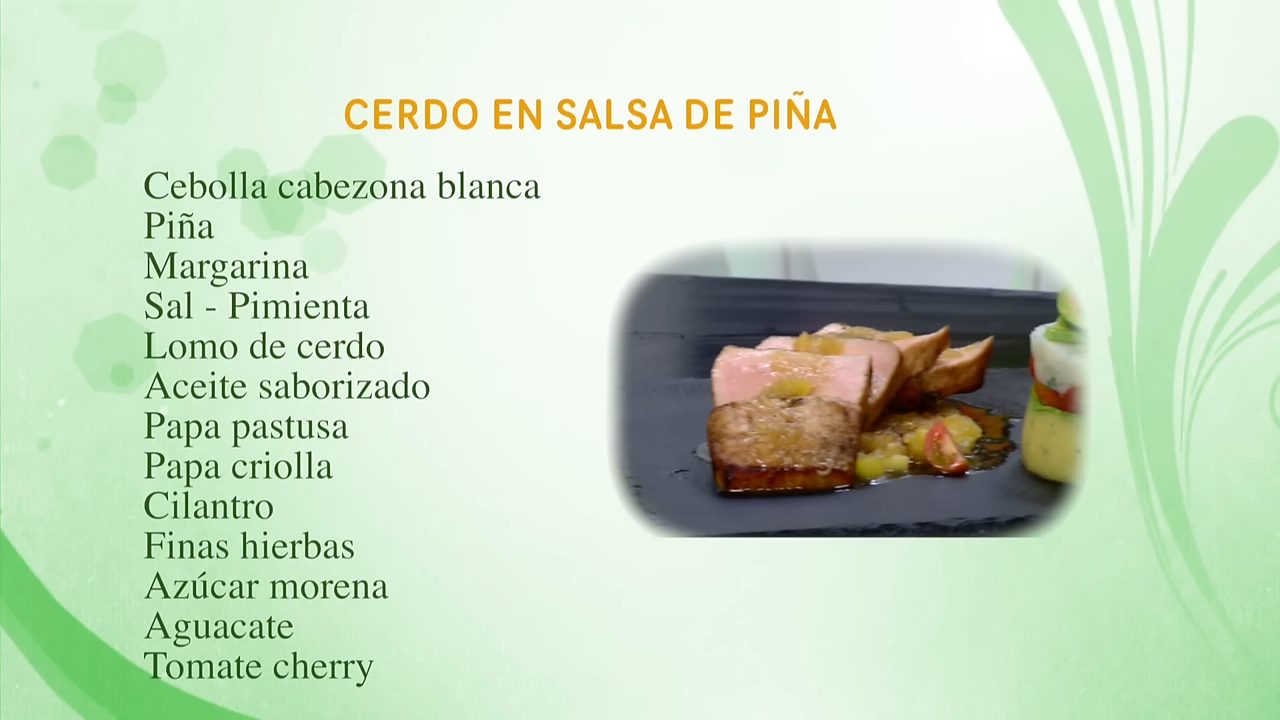 CERDO EN SALSA DE PIÑA
Cebolla cabezona blanca
Piña
Margarina
Sal - Pimienta
Lomo de cerdo
Aceite saborizado
Papa pastusa
Papa criolla
Cilantro
Finas hierbas
Azúcar morena
Aguacate
Tomate cherry